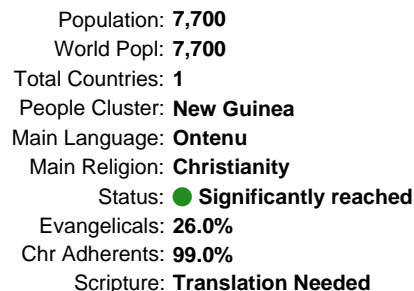 Population: 7,700
World Popl: 7,700
Total Countries: 1
People Cluster: New Guinea
Main Language: Ontenu
Main Religion: Christianity
Status: Significantly reached
Evangelicals: 26.0%
Chr Adherents: 99.0%
Scripture: Translation Needed